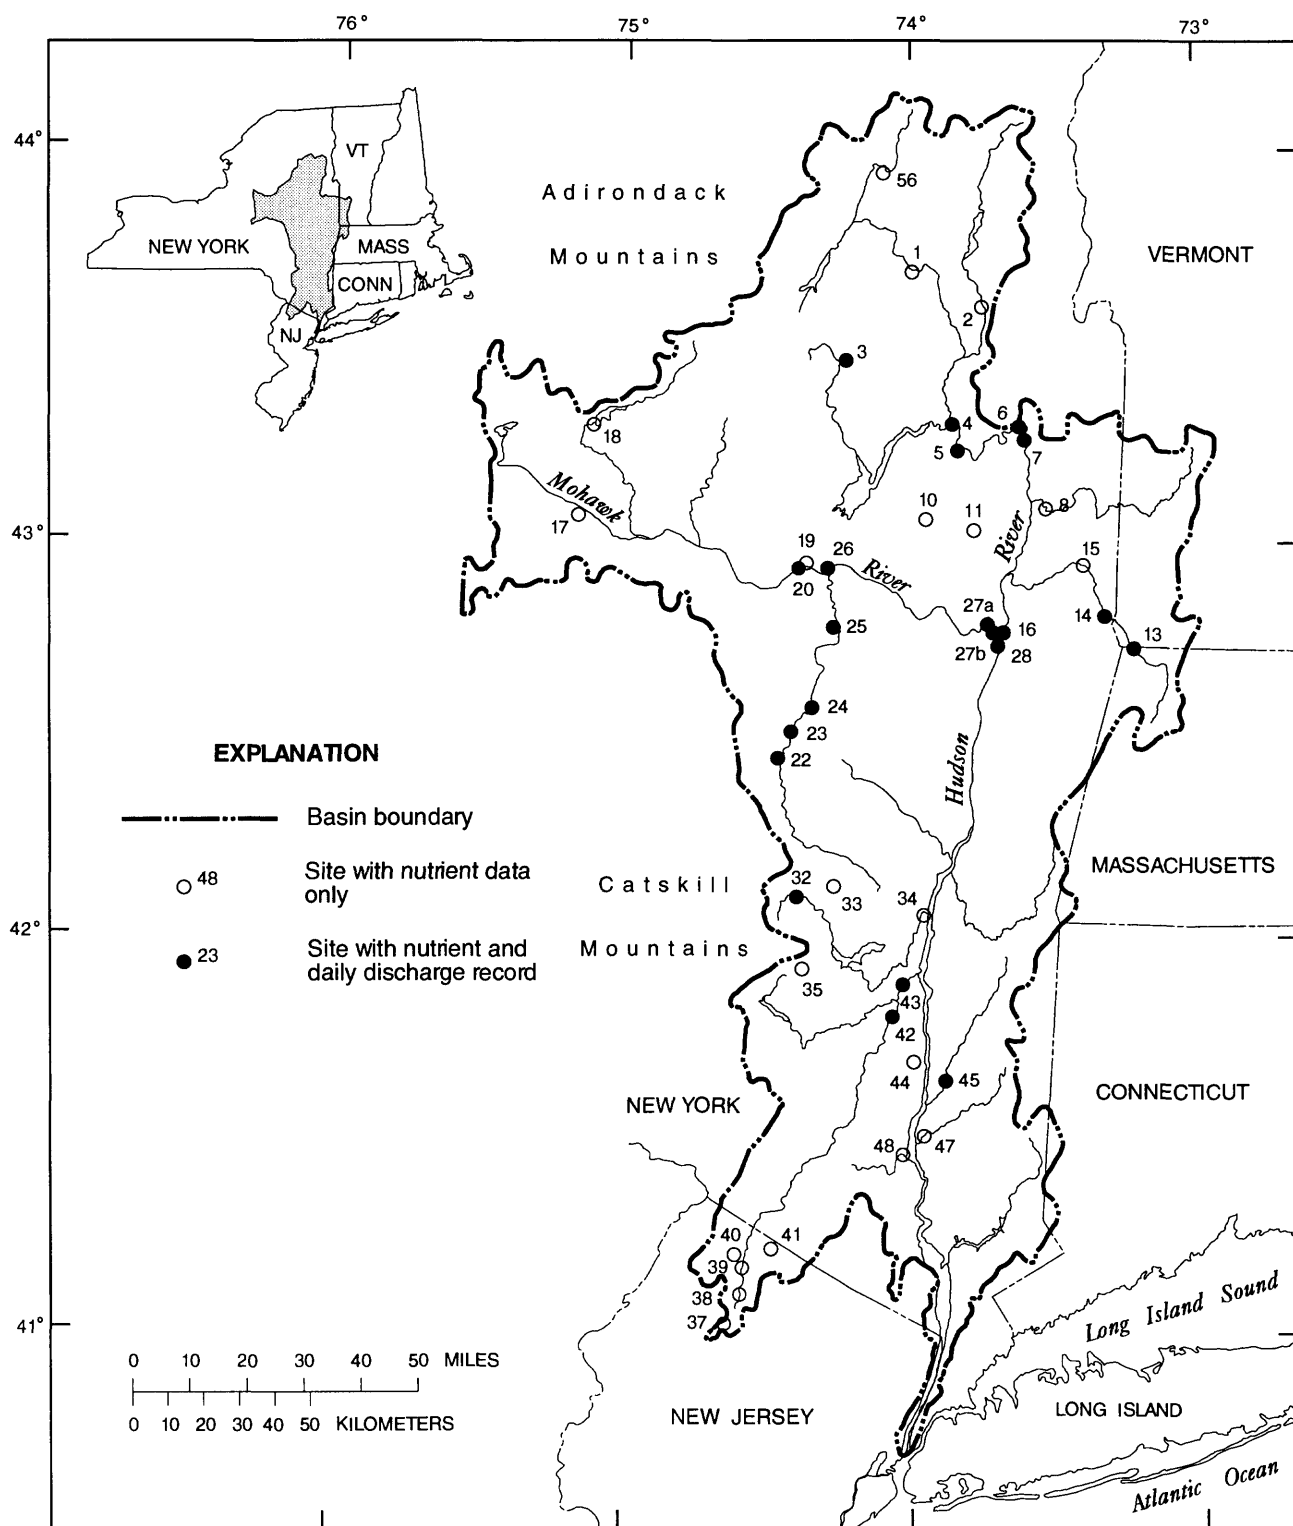 76°
75°
74°
73°
44°
43°
42°
41°
VT
NEW YORK
MASS
CONN
NJ
Adirondack
Mountains
VERMONT
56
1
2
3
4
5
6
7
18
Mohawk
17
10
11
8
River
15
19
26
20
River
27a
16
14
13
27b
28
25
24
23
22
Hudson
EXPLANATION
Basin boundary
48
Site with nutrient data
only
23
Site with nutrient and
daily discharge record
MASSACHUSETTS
Catskill
Mountains
32
33
34
35
43
42
44
45
NEW YORK
CONNECTICUT
48
47
40
41
39
38
37
Long Island Sound
0 10 20 30 40 50 MILES
0 10 20 30 40 50 KILOMETERS
NEW JERSEY
LONG ISLAND
Atlantic Ocean